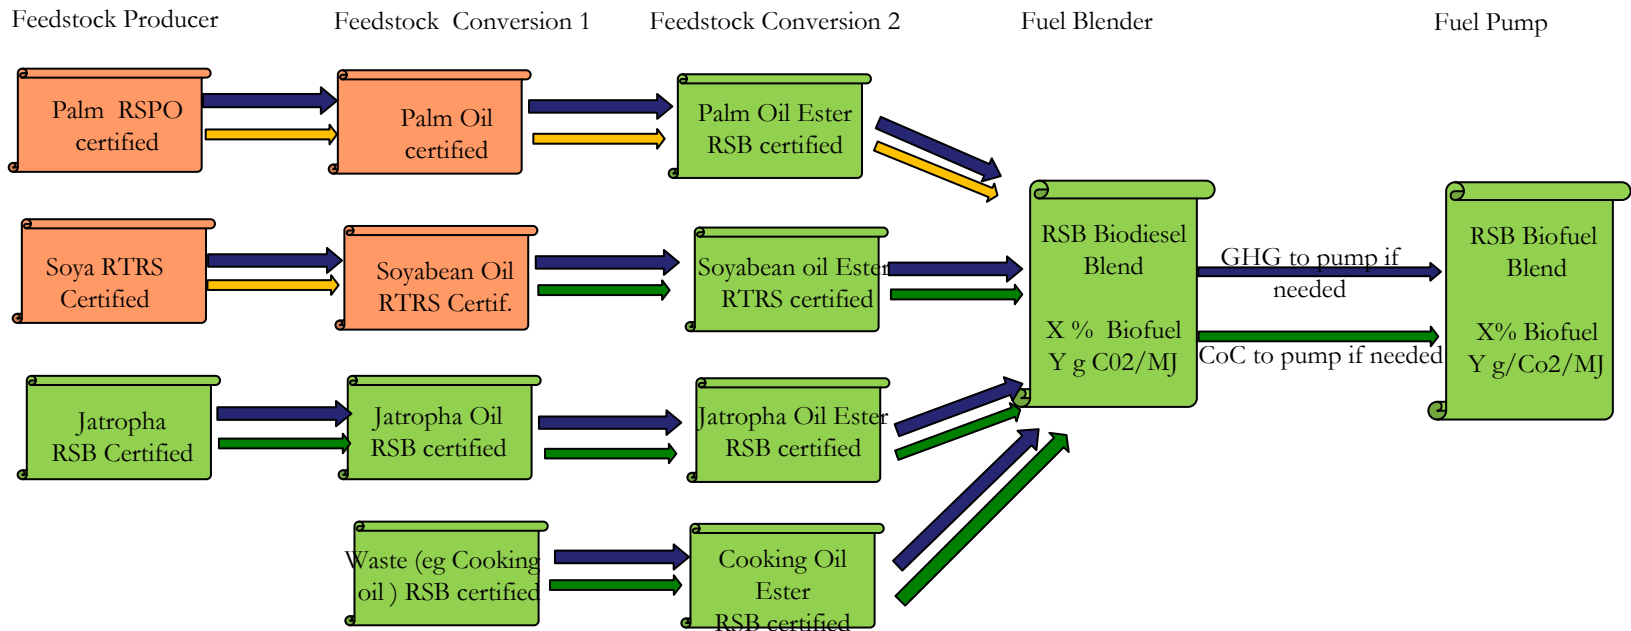 Feedstock Producer
Feedstock Conversion 1
Feedstock Conversion 2
Fuel Blender
Fuel Pump
Palm RSPO
certified
Palm Oil
certified
Palm Oil Ester
RSB certified
Soya RTRS
Certified
Soyabean Oil
RTRS Certif.
Soyabean oil Ester
RTRS certified
Jatropha
RSB Certified
Jatropha Oil
RSB certified
Jatropha Oil Ester
RSB certified
Waste (eg Cooking
oil ) RSB certified
Cooking Oil
Ester
RSB certified
RSB Biodiesel
Blend
X % Biofuel
Y g C02/MJ
GHG to pump if
needed
CoC to pump if needed
RSB Biofuel
Blend
X% Biofuel
Y g/Co2/MJ